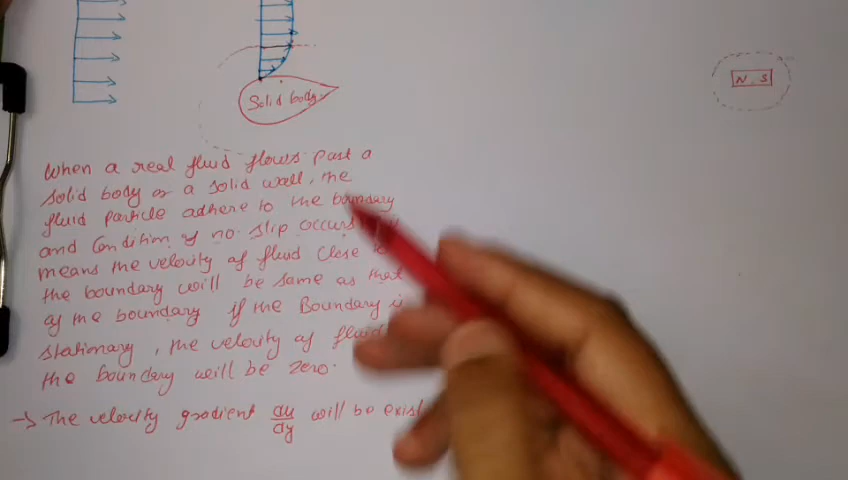 Solid body
N.S
When a real fluid flows past a
solid body or a solid wall, the
fluid particle adhere to the boundary
and Condition of no slip occurs
means the velocity of fluid close
the boundary will be same as that
of the boundary if the Boundary is
stationary, the velocity of fluid
the boundary will be zero.
→ The velocity gradient du/dy will be exist